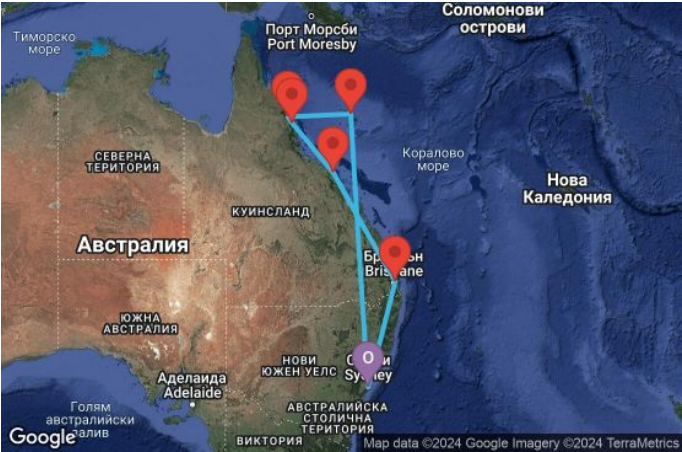 Порт Морсби
Port Moresby
Соломонови
острови
Тиморско
море
СЕВЕРНА
ТЕРИТОРИЯ
Коралово
море
Нова
Каледония
КУИНСЛАНД
Австралия
Brisbane
ЮЖНА
АВСТРАЛИЯ
О
НОВИ
ЮЖЕН УЕЛС
Sydney
Аделаида
Adelaide
АВСТРАЛИЙСКА
СТОЛИЧНА
ТЕРИТОРИЯ
Голям
австралийски
залив
ВИКТОРИЯ
Google
Map data ©2024 Google Imagery ©2024 TerraMetrics